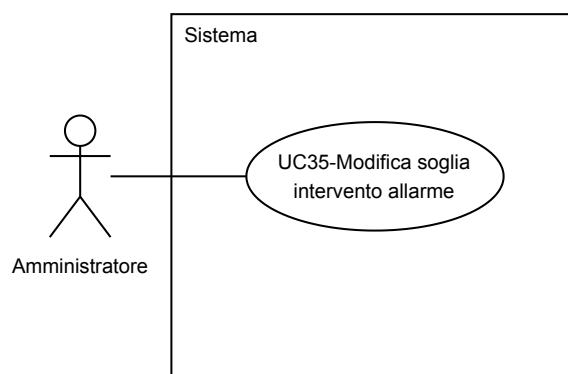 Sistema
UC35-Modifica soglia
intervento allarme
Amministratore